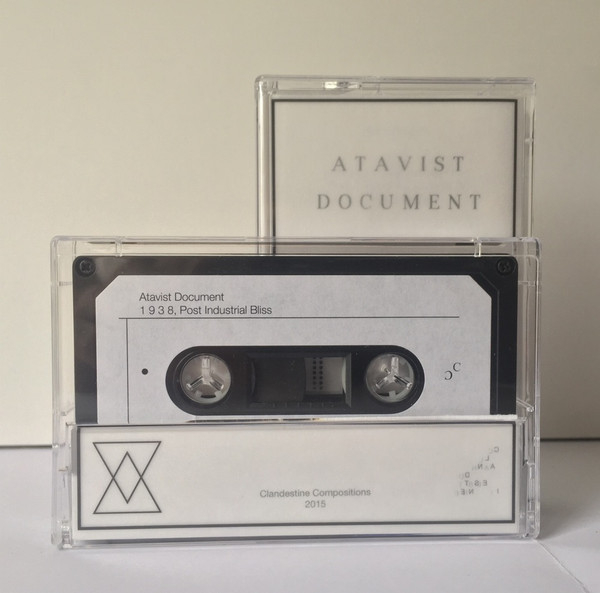 ATAVIST
DOCUMENT
Atavist Document
1 9 3 8, Post Industrial Bliss
Clandestine Compositions
2015